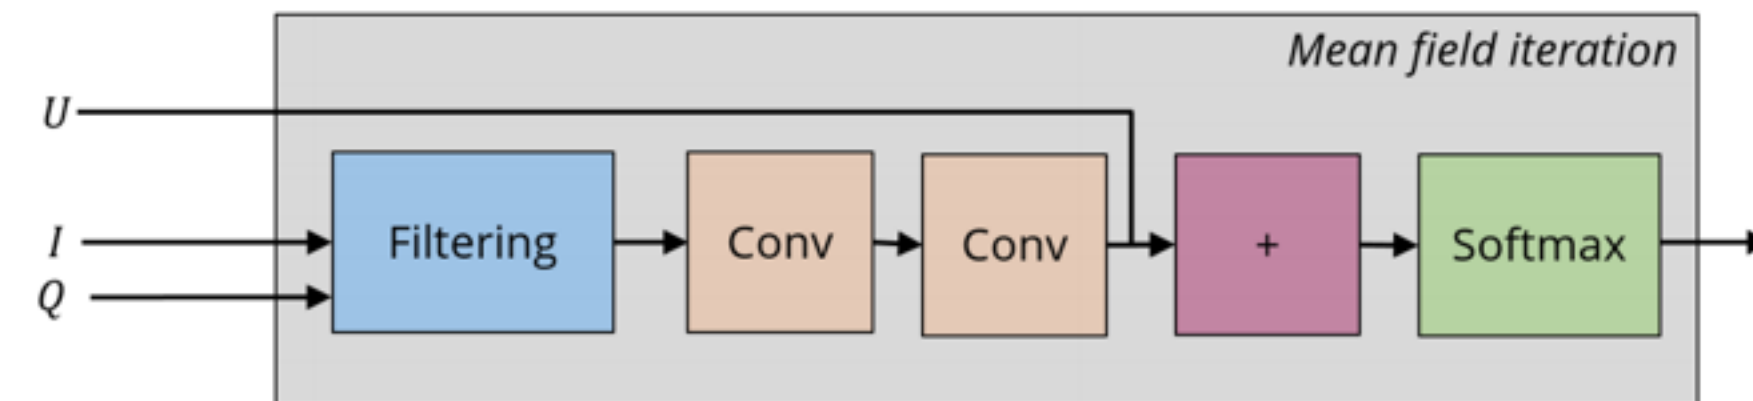 Mean field iteration
U
I
Q
Filtering
Conv
Conv
+
Softmax